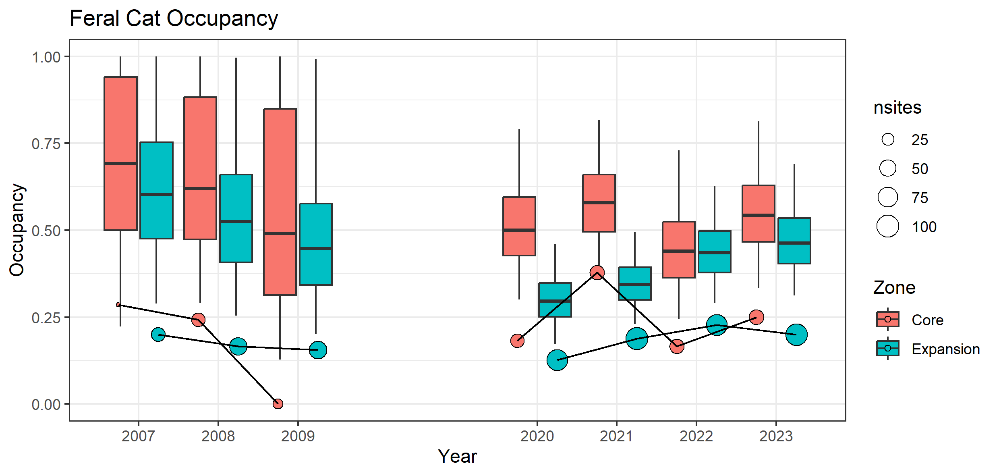 Feral Cat Occupancy
1.00
0.75
0.50
0.25
0.00
Occupancy
2007 2008 2009 2020 2021 2022 2023
Year
nsites
25
50
75
100
Zone
Core
Expansion